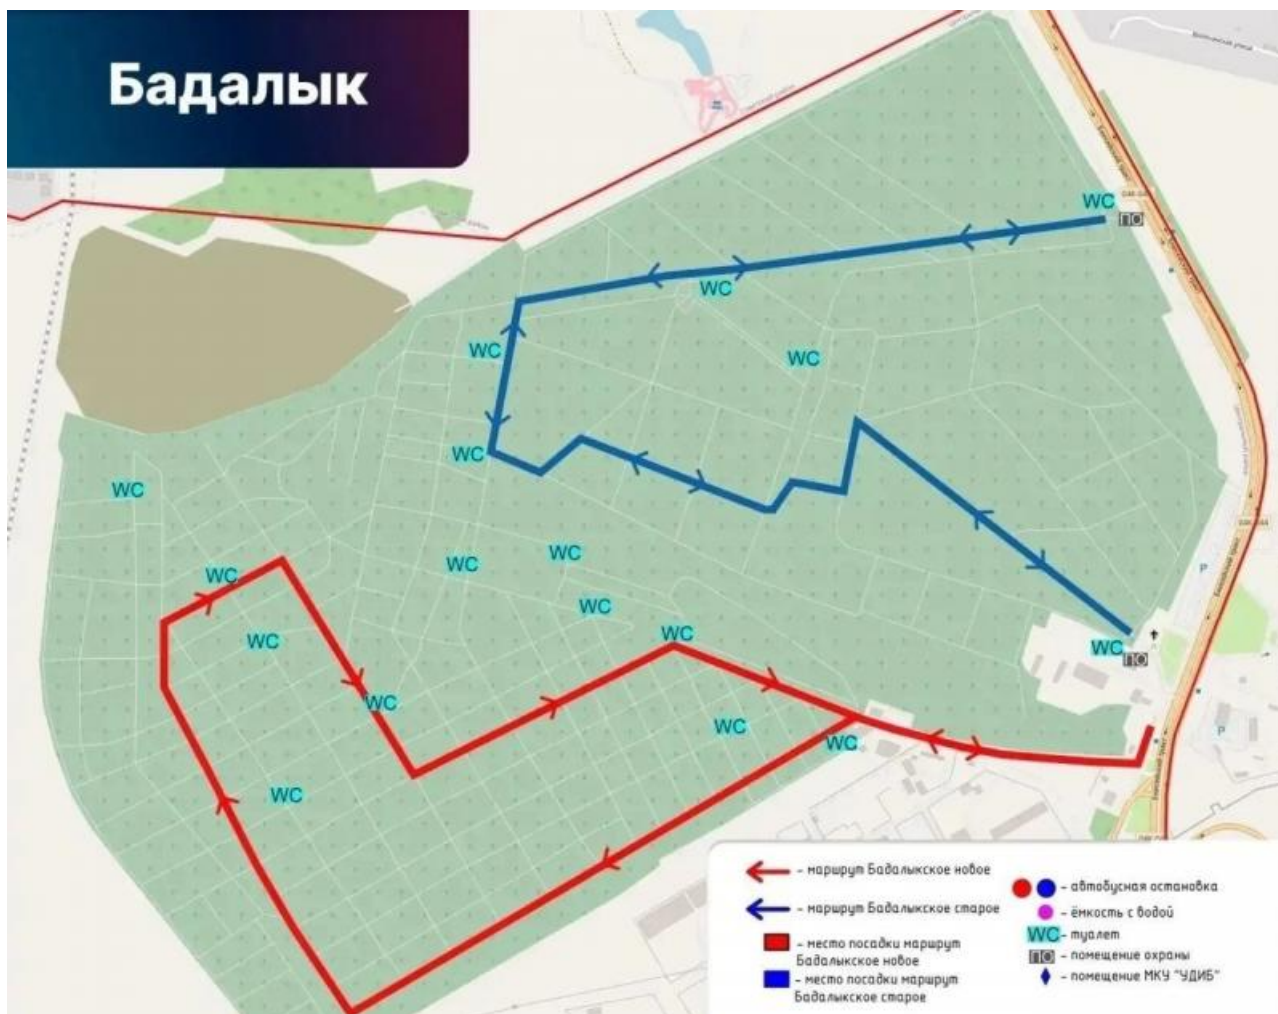 Бадалык
WC
ПО
WC
WC
WC
WC
WC
WC
WC
WC
WC
WC
WC
WC
WC
ПО
WC
WC
WC
WC
Р
Р
– маршрут Бадалыкское новое
– маршрут Бадалыкское старое
– место посадки маршрут
Бадалыкское новое
– место посадки маршрут
Бадалыкское старое
– автобусная остановка
– ёмкость с водой
WC – туалет
ПО – помещение охраны
– помещение МКУ "УДИБ"